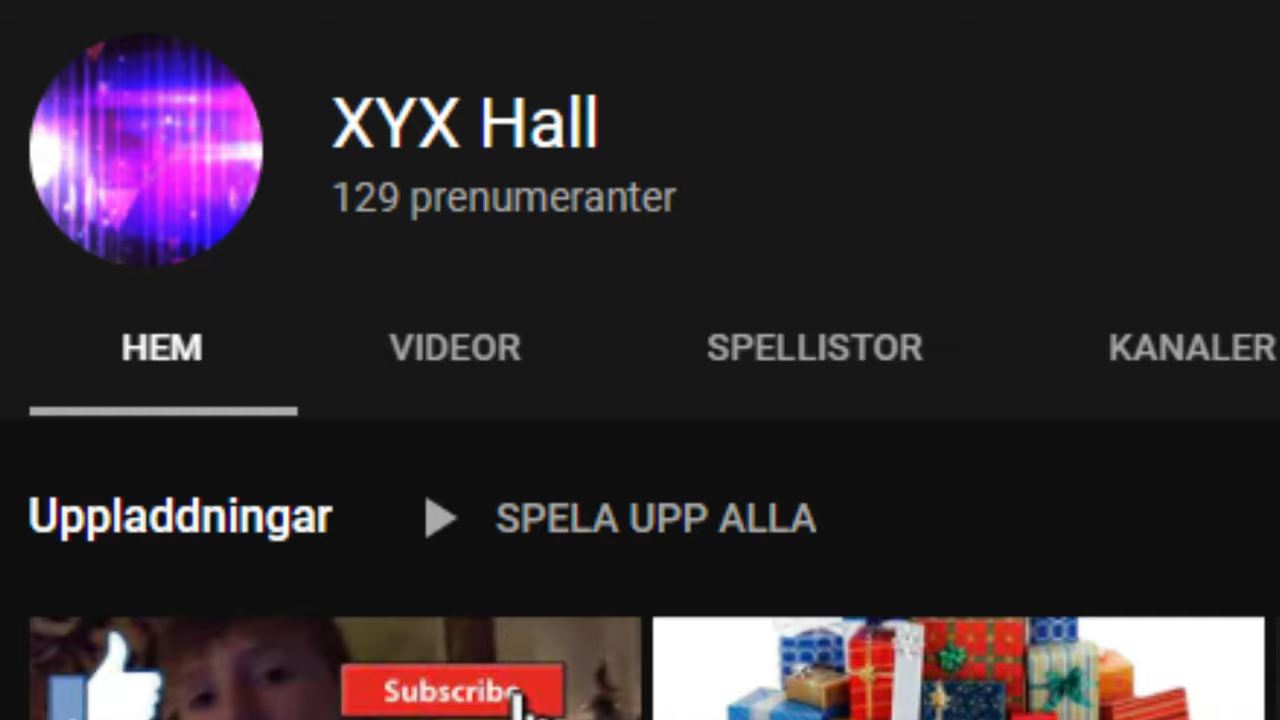 XYX Hall
129 prenumeranter
HEM VIDEOR SPELLISTOR KANALER
Uppladdningar SPELA UPP ALLA
Subscribe